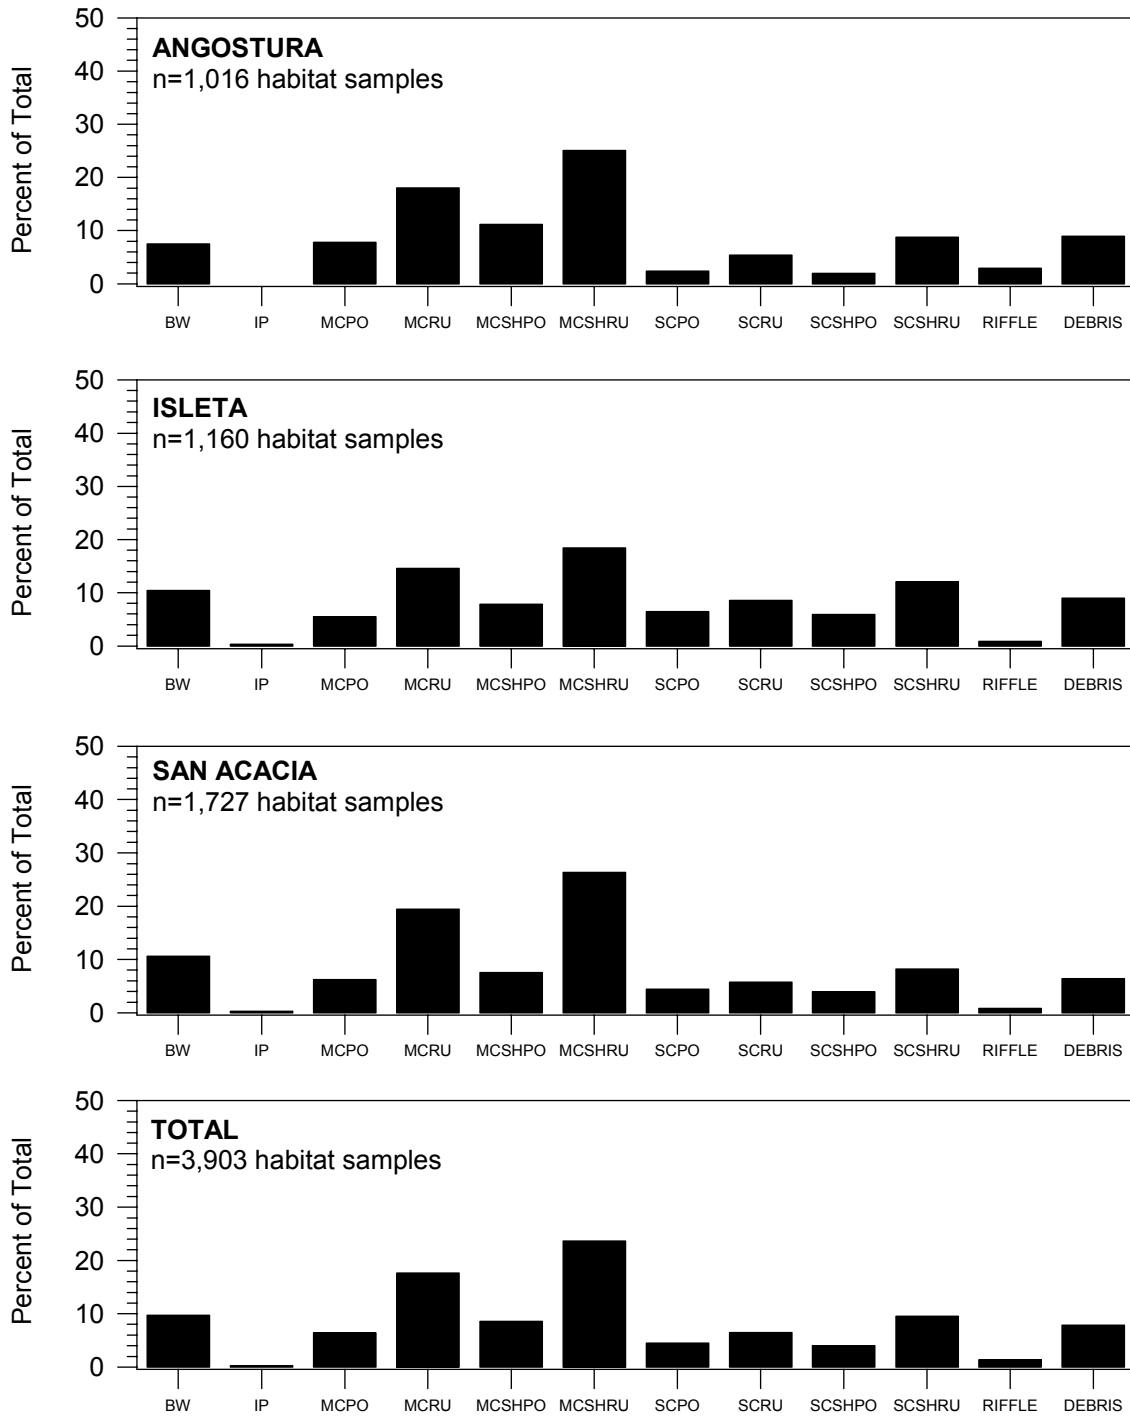 50
ANGOSTURA
n=1,016 habitat samples
40
30
20
10
0
Percent of Total
BW IP MCPO MCRU MCSHPO MCSHRU SCPO SCRU SCSHPO SCSHRU RIFFLE DEBRIS
50
ISLETA
n=1,160 habitat samples
40
30
20
10
0
Percent of Total
BW IP MCPO MCRU MCSHPO MCSHRU SCPO SCRU SCSHPO SCSHRU RIFFLE DEBRIS
50
SAN ACACIA
n=1,727 habitat samples
40
30
20
10
0
Percent of Total
BW IP MCPO MCRU MCSHPO MCSHRU SCPO SCRU SCSHPO SCSHRU RIFFLE DEBRIS
50
TOTAL
n=3,903 habitat samples
40
30
20
10
0
Percent of Total
BW IP MCPO MCRU MCSHPO MCSHRU SCPO SCRU SCSHPO SCSHRU RIFFLE DEBRIS